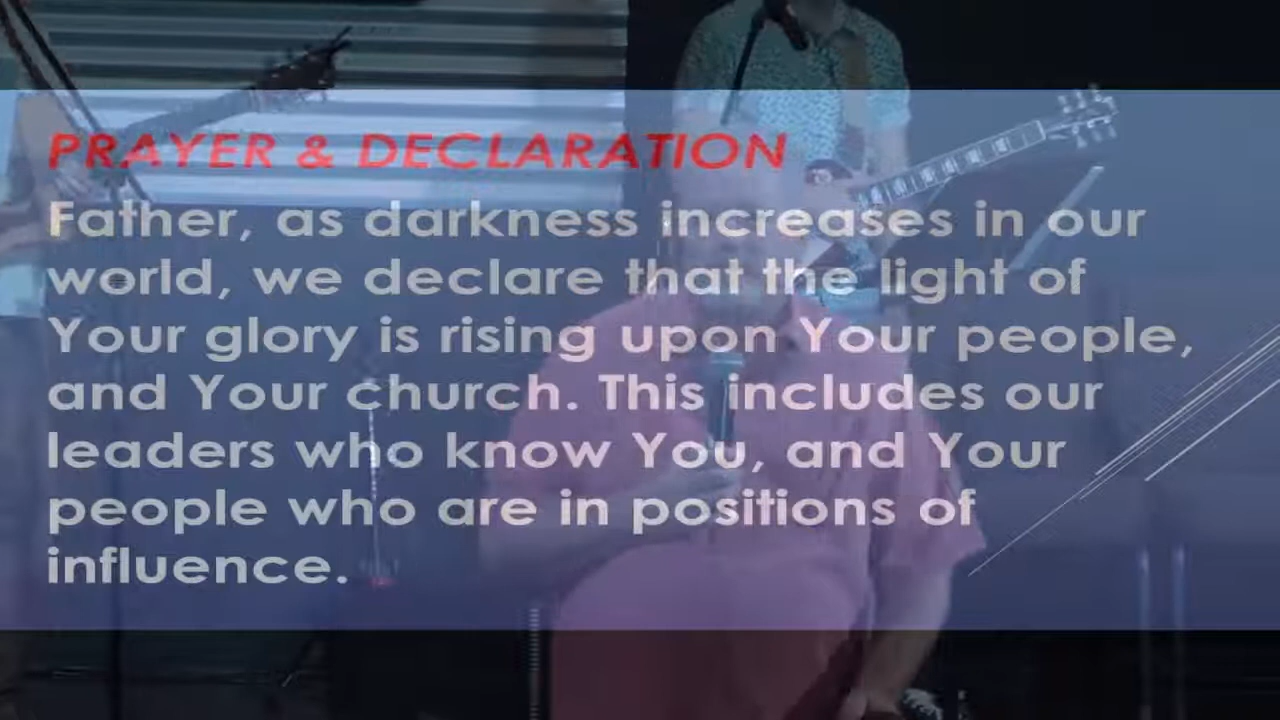 PRAYER & DECLARATION
Father, as darkness increases in our
world, we declare that the light of
Your glory is rising upon Your people,
and Your church. This includes our
leaders who know You, and Your
people who are in positions of
influence.